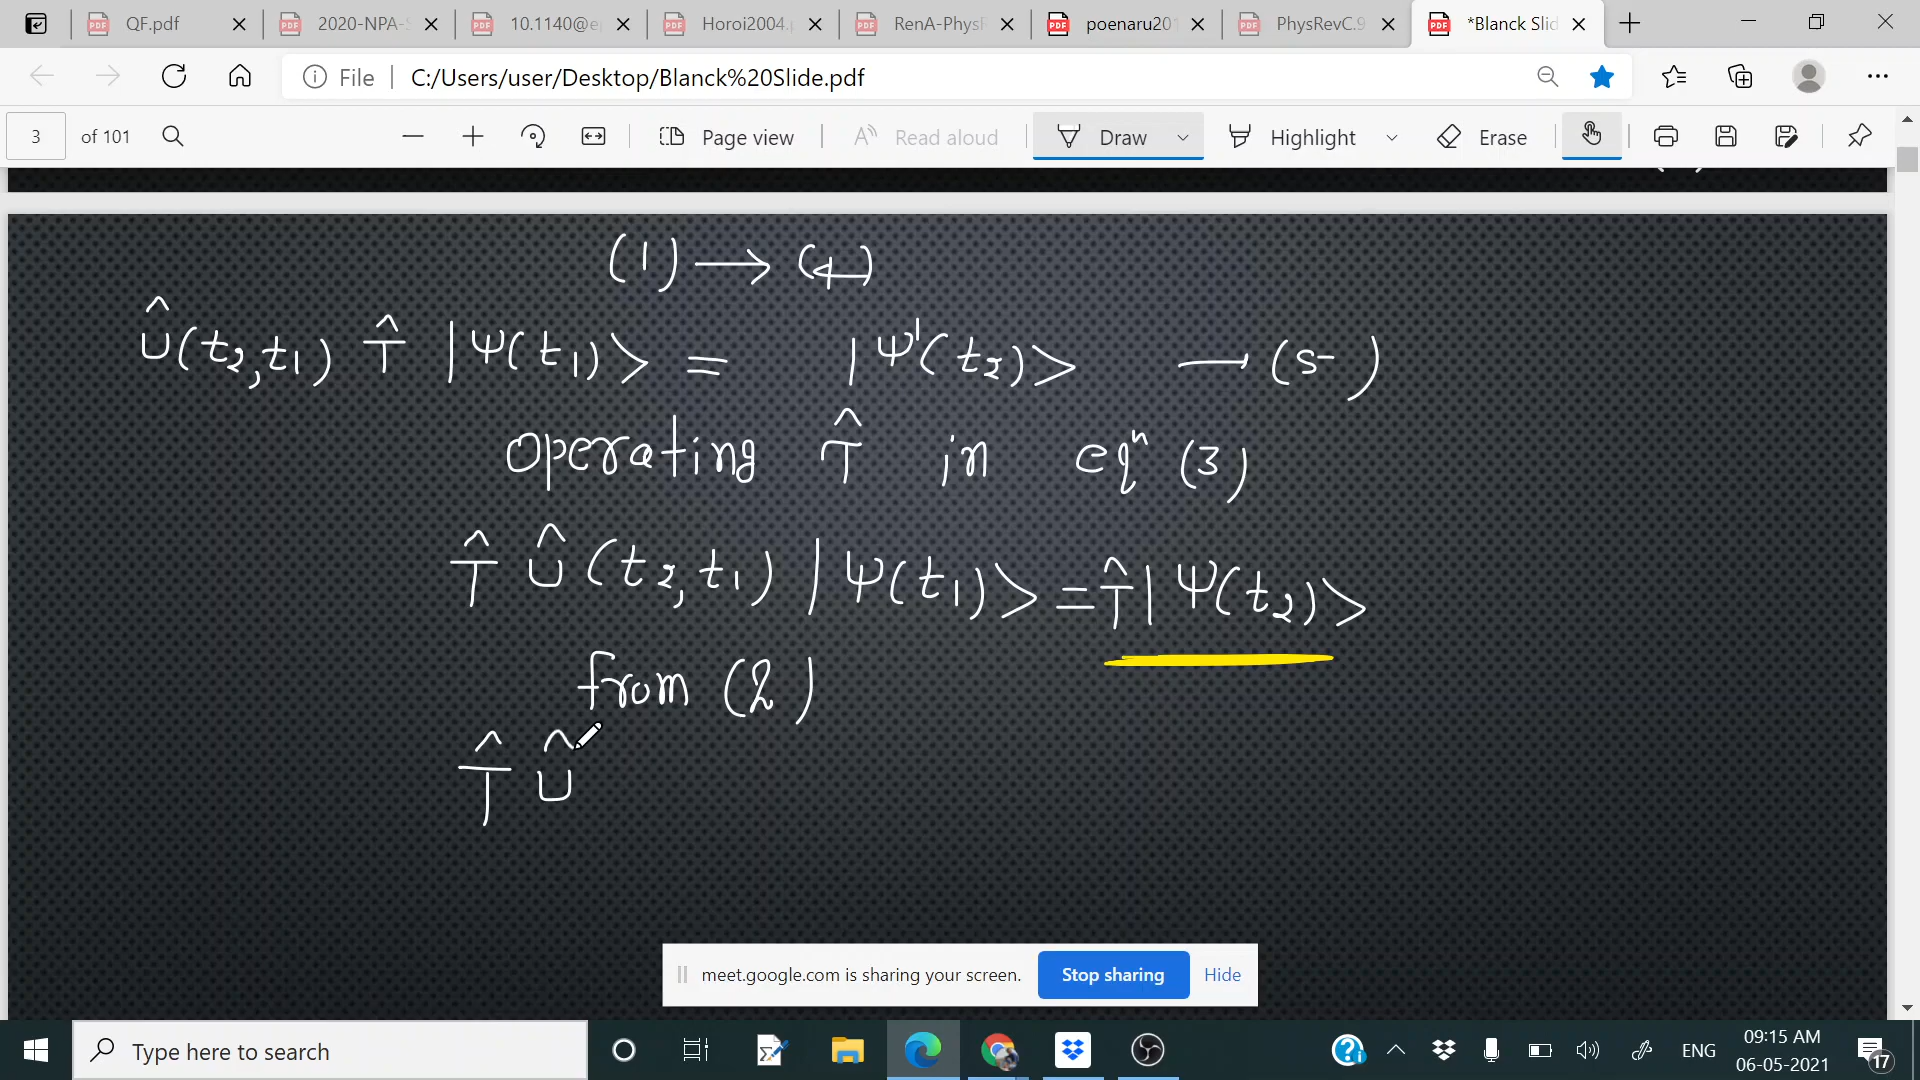 QF.pdf 2020-NPA- 10.1140@e Horoi2004. RenA-Phys poenaru201 PhysRevC.9 *Blanck Slid
File C:/Users/user/Desktop/Blanck%20Slide.pdf
3 of 101 Page view Read aloud Draw Highlight Erase
(1) ⟶ (4)
Û(t₂,t₁) T̂ |Ψ(t₁)> = |Ψ'(t₂)> — (5)
operating T̂ in eqⁿ (3)
T̂ Û(t₂,t₁) |Ψ(t₁)> = T̂|Ψ(t₂)>
from (2)
T̂ Û
meet.google.com is sharing your screen. Stop sharing Hide
Type here to search
ENG
09:15 AM
06-05-2021
17